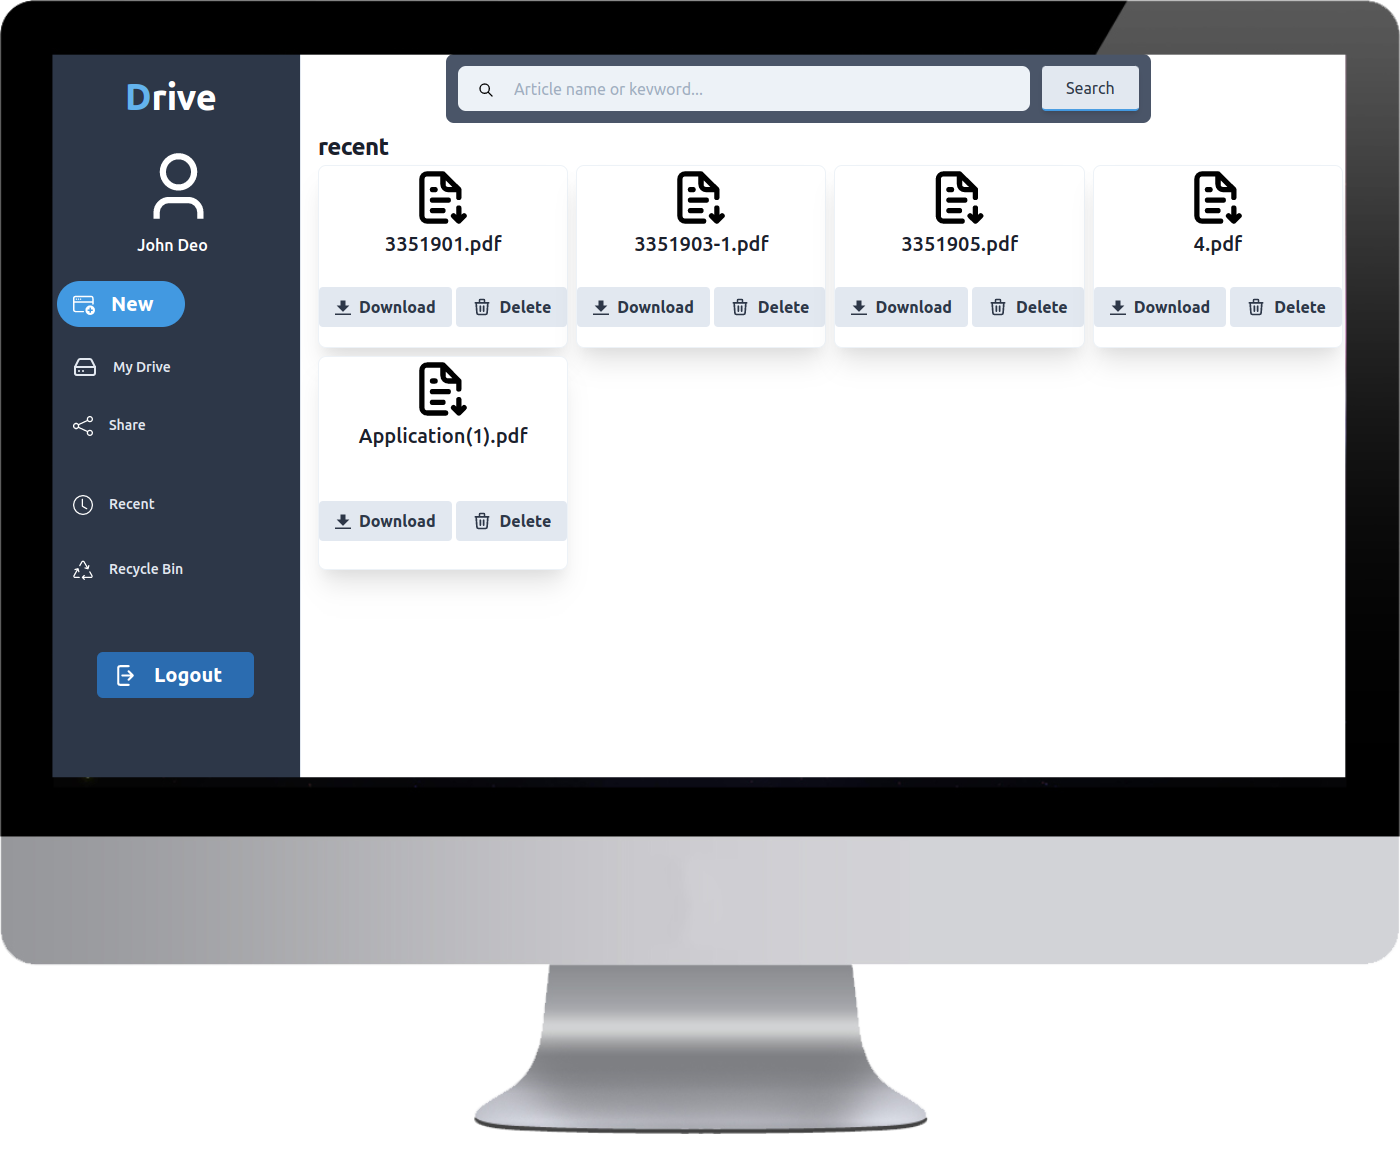 Drive
John Deo
New
My Drive
Share
Recent
Recycle Bin
Logout
Article name or kevword...
Search
recent
3351901.pdf
Download Delete
3351903-1.pdf
Download Delete
3351905.pdf
Download Delete
4.pdf
Download Delete
Application(1).pdf
Download Delete